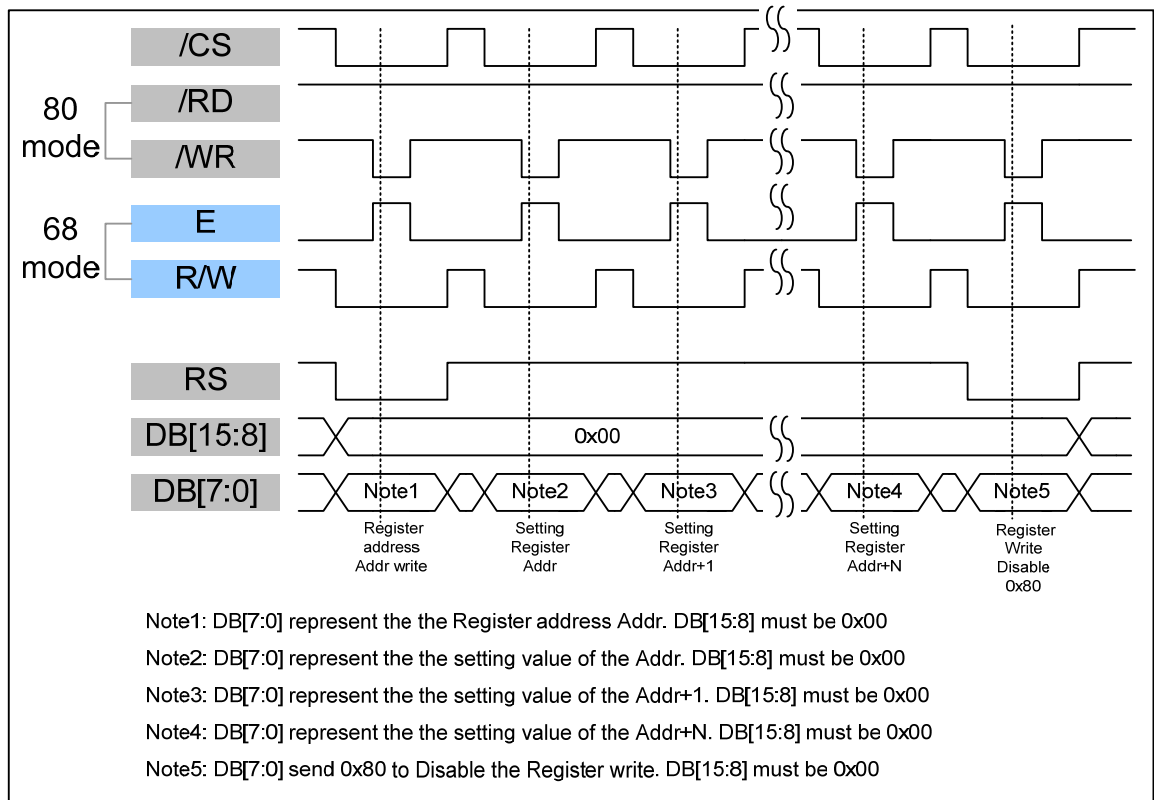 /CS
80 mode
/RD
/WR
68 mode
E
R/W
RS
DB[15:8]
0x00
DB[7:0]
Note1
Note2
Note3
Note4
Note5
Register
address
Addr write
Setting
Register
Addr
Setting
Register
Addr+1
Setting
Register
Addr+N
Register
Write
Disable
0x80
Note1: DB[7:0] represent the the Register address Addr. DB[15:8] must be 0x00
Note2: DB[7:0] represent the the setting value of the Addr. DB[15:8] must be 0x00
Note3: DB[7:0] represent the the setting value of the Addr+1. DB[15:8] must be 0x00
Note4: DB[7:0] represent the the setting value of the Addr+N. DB[15:8] must be 0x00
Note5: DB[7:0] send 0x80 to Disable the Register write. DB[15:8] must be 0x00